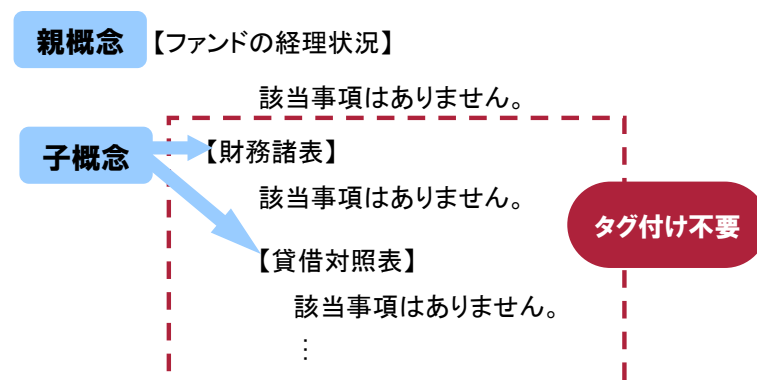 親概念 【ファンドの経理状況】
該当事項はありません。
子概念 【財務諸表】
該当事項はありません。
タグ付け不要
【貸借対照表】
該当事項はありません。
⋮